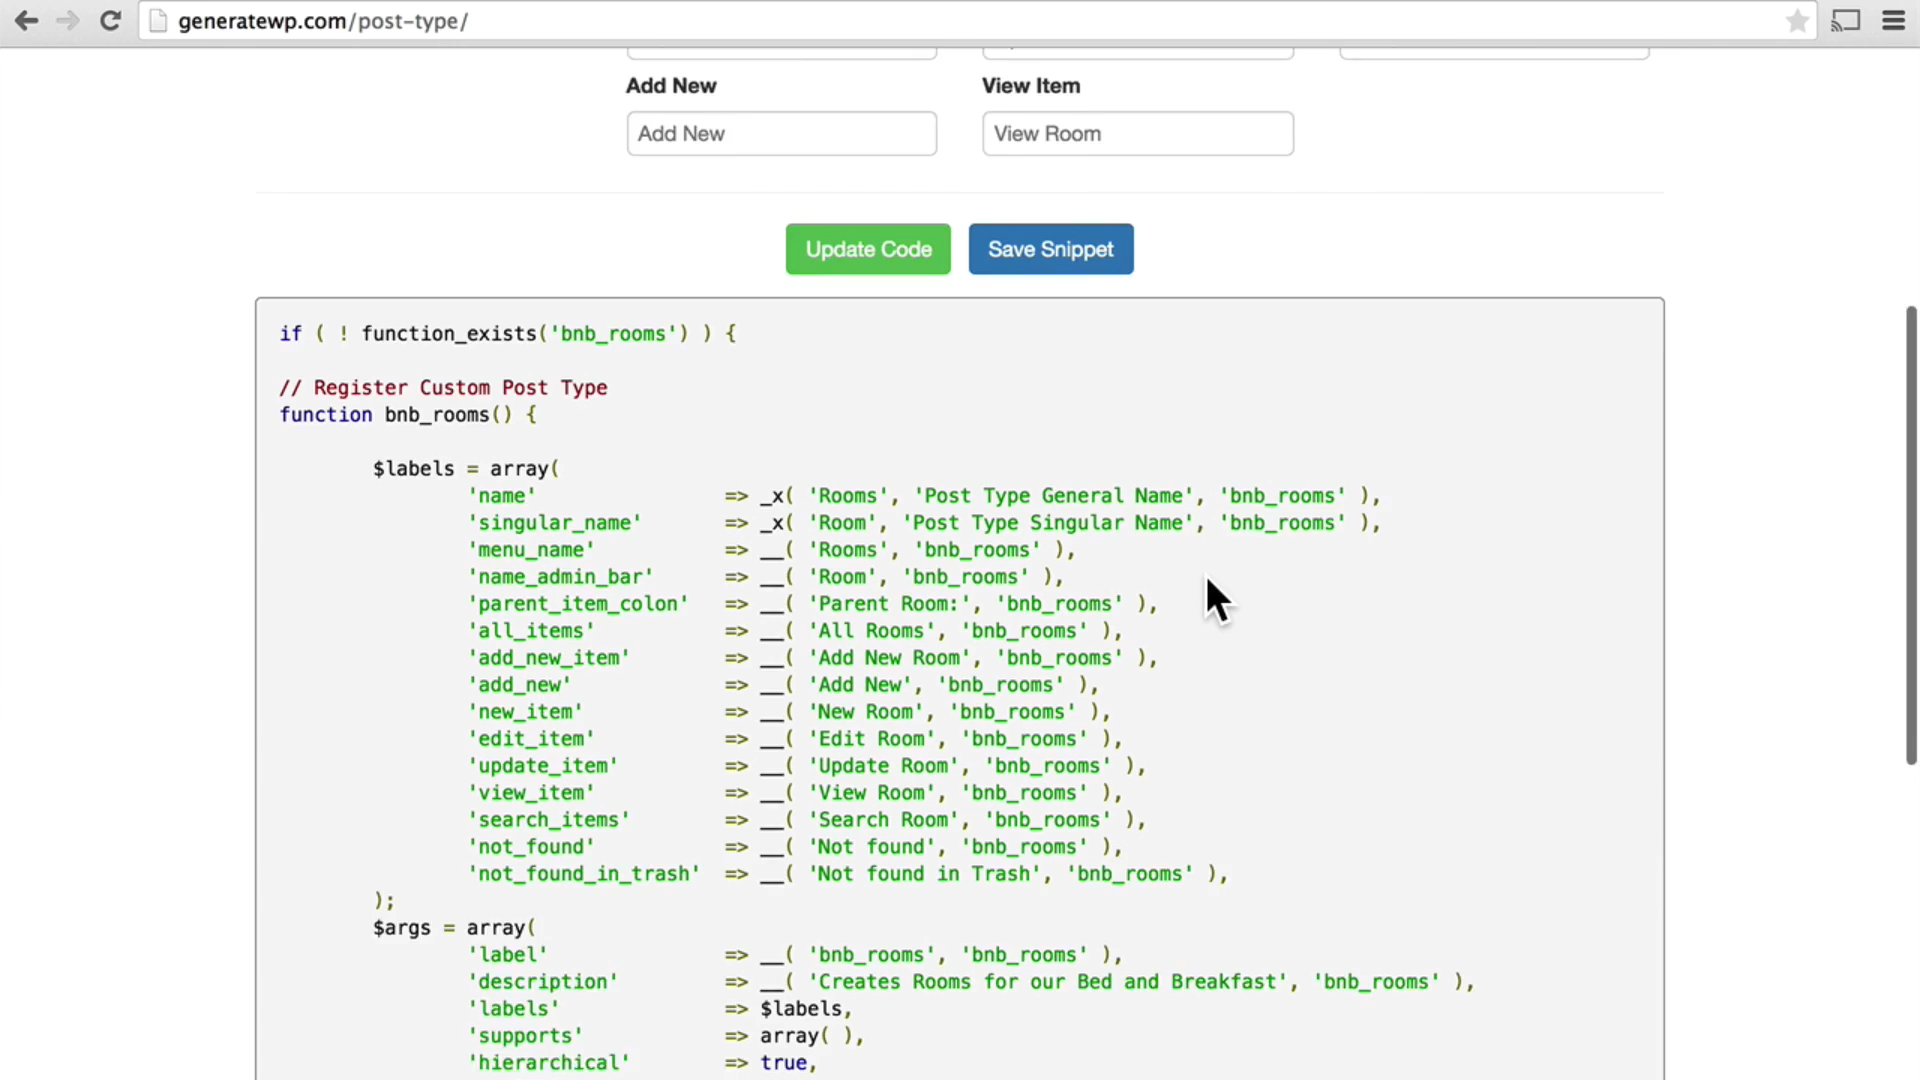 generatewp.com/post-type/
Add New View Item
Add New View Room
Update Code Save Snippet
if ( ! function_exists('bnb_rooms') ) {
// Register Custom Post Type
function bnb_rooms() {
$labels = array(
'name' => _x( 'Rooms', 'Post Type General Name', 'bnb_rooms' ),
'singular_name' => _x( 'Room', 'Post Type Singular Name', 'bnb_rooms' ),
'menu_name' => __( 'Rooms', 'bnb_rooms' ),
'name_admin_bar' => __( 'Room', 'bnb_rooms' ),
'parent_item_colon' => __( 'Parent Room:', 'bnb_rooms' ),
'all_items' => __( 'All Rooms', 'bnb_rooms' ),
'add_new_item' => __( 'Add New Room', 'bnb_rooms' ),
'add_new' => __( 'Add New', 'bnb_rooms' ),
'new_item' => __( 'New Room', 'bnb_rooms' ),
'edit_item' => __( 'Edit Room', 'bnb_rooms' ),
'update_item' => __( 'Update Room', 'bnb_rooms' ),
'view_item' => __( 'View Room', 'bnb_rooms' ),
'search_items' => __( 'Search Room', 'bnb_rooms' ),
'not_found' => __( 'Not found', 'bnb_rooms' ),
'not_found_in_trash' => __( 'Not found in Trash', 'bnb_rooms' ),
);
$args = array(
'label' => __( 'bnb_rooms', 'bnb_rooms' ),
'description' => __( 'Creates Rooms for our Bed and Breakfast', 'bnb_rooms' ),
'labels' => $labels,
'supports' => array( ),
'hierarchical' => true,